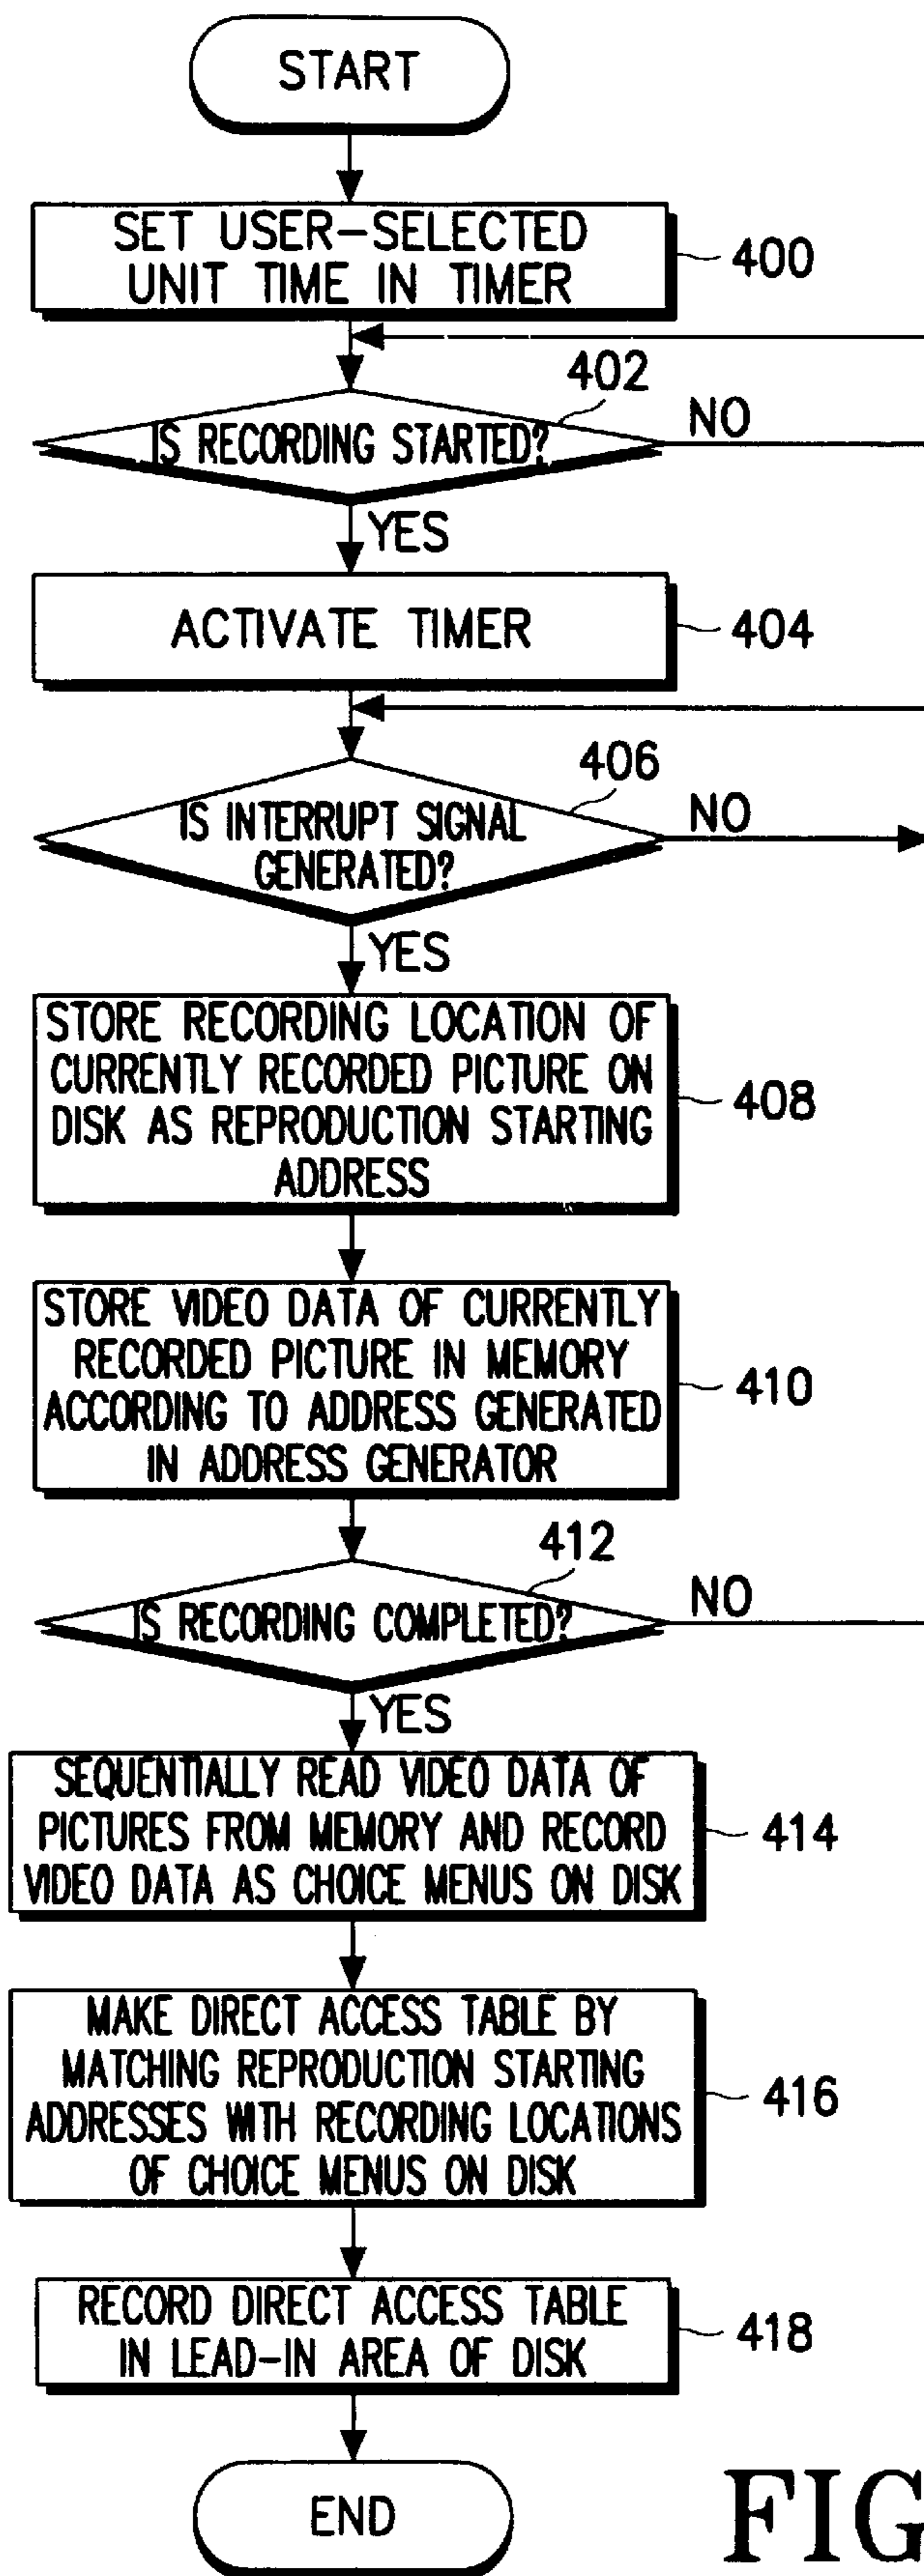 START
SET USER-SELECTED
UNIT TIME IN TIMER
400
402
IS RECORDING STARTED?
NO
YES
ACTIVATE TIMER
404
406
IS INTERRUPT SIGNAL
GENERATED?
NO
YES
STORE RECORDING LOCATION OF
CURRENTLY RECORDED PICTURE ON
DISK AS REPRODUCTION STARTING
ADDRESS
408
STORE VIDEO DATA OF CURRENTLY
RECORDED PICTURE IN MEMORY
ACCORDING TO ADDRESS GENERATED
IN ADDRESS GENERATOR
410
412
IS RECORDING COMPLETED?
NO
YES
SEQUENTIALLY READ VIDEO DATA OF
PICTURES FROM MEMORY AND RECORD
VIDEO DATA AS CHOICE MENUS ON DISK
414
MAKE DIRECT ACCESS TABLE BY
MATCHING REPRODUCTION STARTING
ADDRESSES WITH RECORDING LOCATIONS
OF CHOICE MENUS ON DISK
416
RECORD DIRECT ACCESS TABLE
IN LEAD-IN AREA OF DISK
418
END
FIG